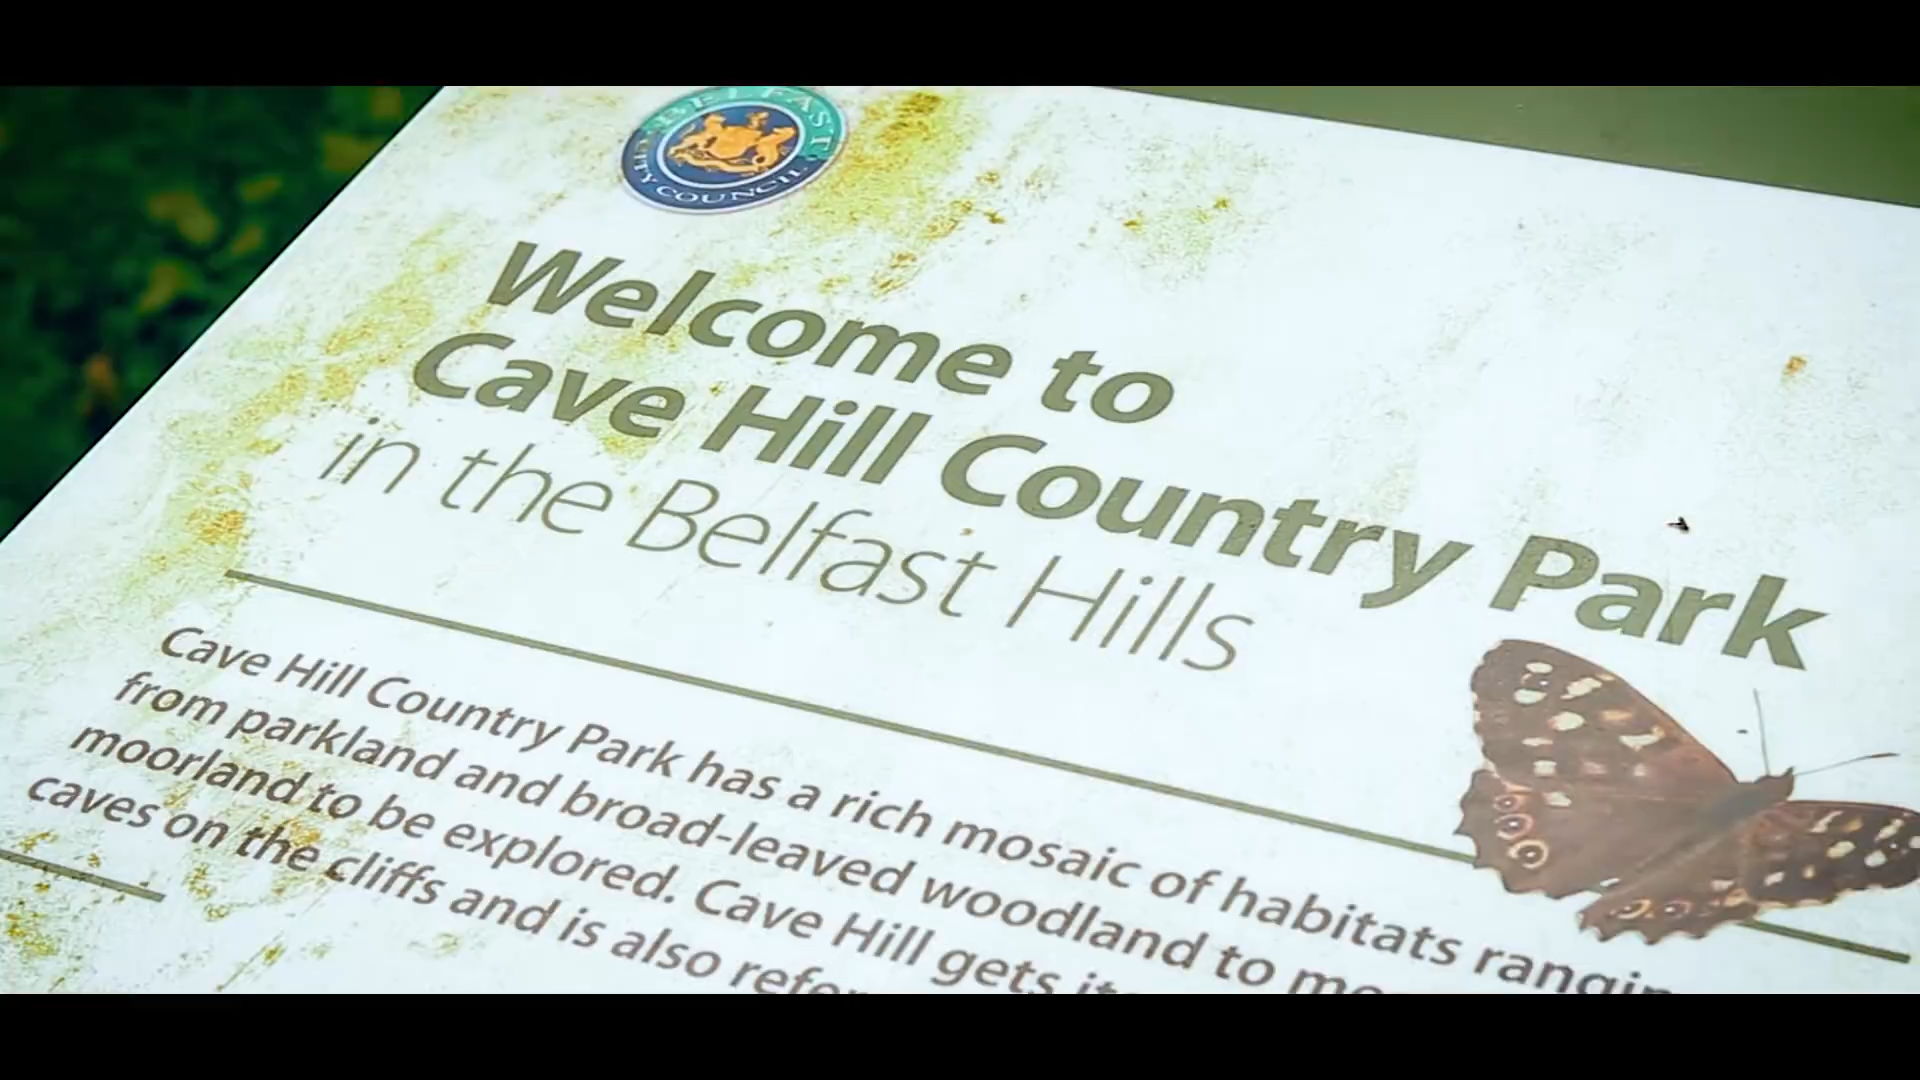 BELFAST
CITY COUNCIL
Welcome to
Cave Hill Country Park
in the Belfast Hills
Cave Hill Country Park has a rich mosaic of habitats
from parkland and broad-leaved woodland to
moorland to be explored. Cave Hill gets
caves on the cliffs and is also